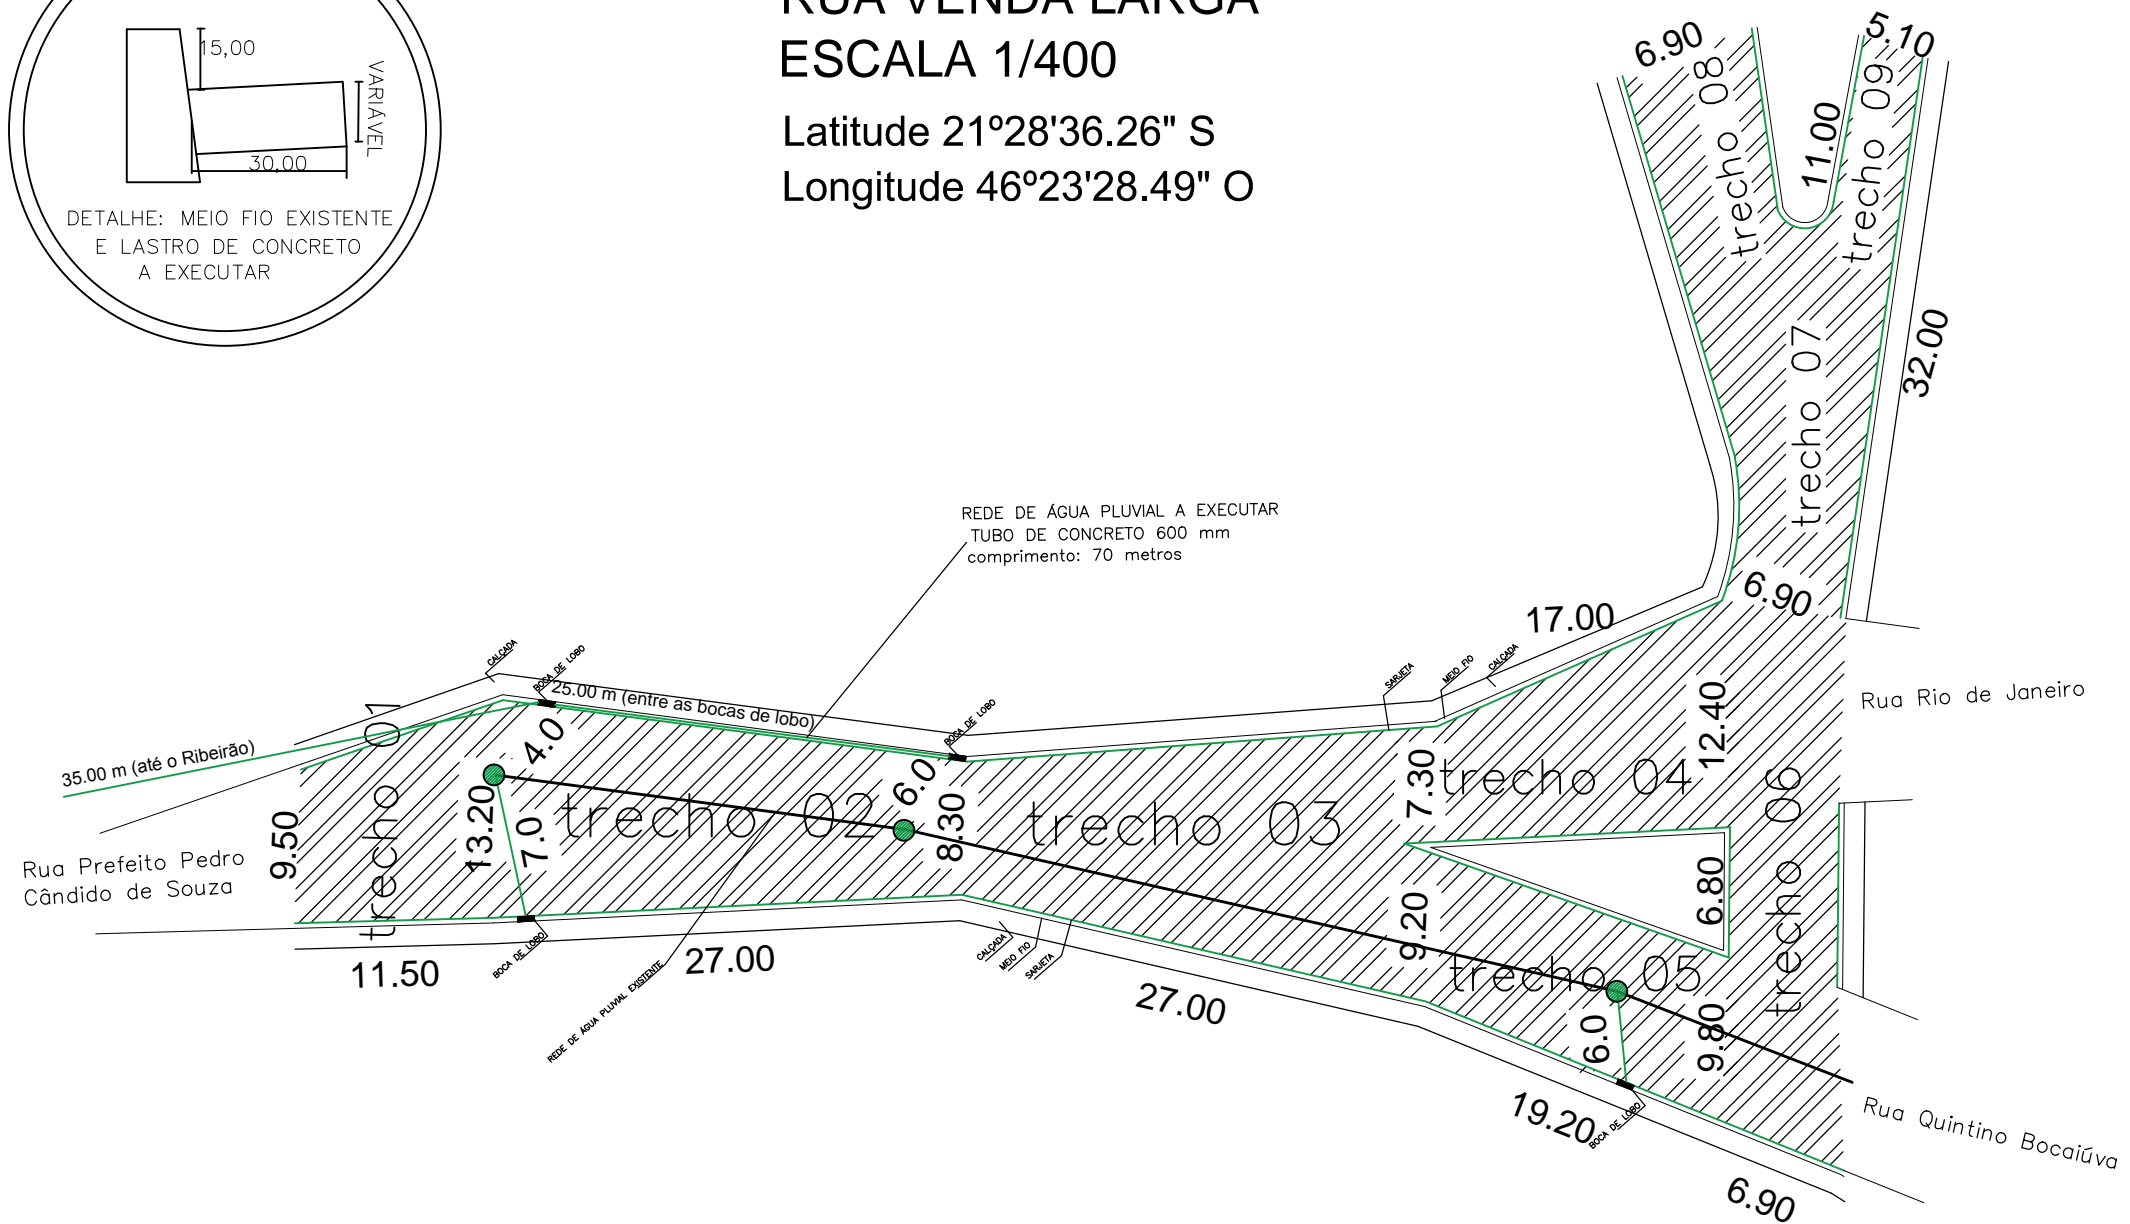 RUA VENDA LARGA
ESCALA 1/400
Latitude 21º28'36.26" S
Longitude 46º23'28.49" O
15,00
VARIÁVEL
30,00
DETALHE: MEIO FIO EXISTENTE
E LASTRO DE CONCRETO
A EXECUTAR
6.90
5.10
trecho 08
11.00
trecho 09
32.00
trecho 07
6.90
REDE DE ÁGUA PLUVIAL A EXECUTAR
TUBO DE CONCRETO 600 mm
comprimento: 70 metros
17.00
CALÇADA
BOCA DE LOBO
25.00 m (entre as bocas de lobo)
BOCA DE LOBO
SARJETA
MEIO FIO
CALÇADA
Rua Rio de Janeiro
35.00 m (até o Ribeirão)
trecho 01
4.0
6.0
12.40
7.30
trecho 04
9.50
13.20
7.0
trecho 02
8.30
trecho 03
trecho 06
Rua Prefeito Pedro
Cândido de Souza
6.80
9.20
trecho 05
11.50
BOCA DE LOBO
27.00
CALÇADA
MEIO FIO
SARJETA
REDE DE ÁGUA PLUVIAL EXISTENTE
27.00
6.0
9.80
19.20
BOCA DE LOBO
Rua Quintino Bocaiúva
6.90